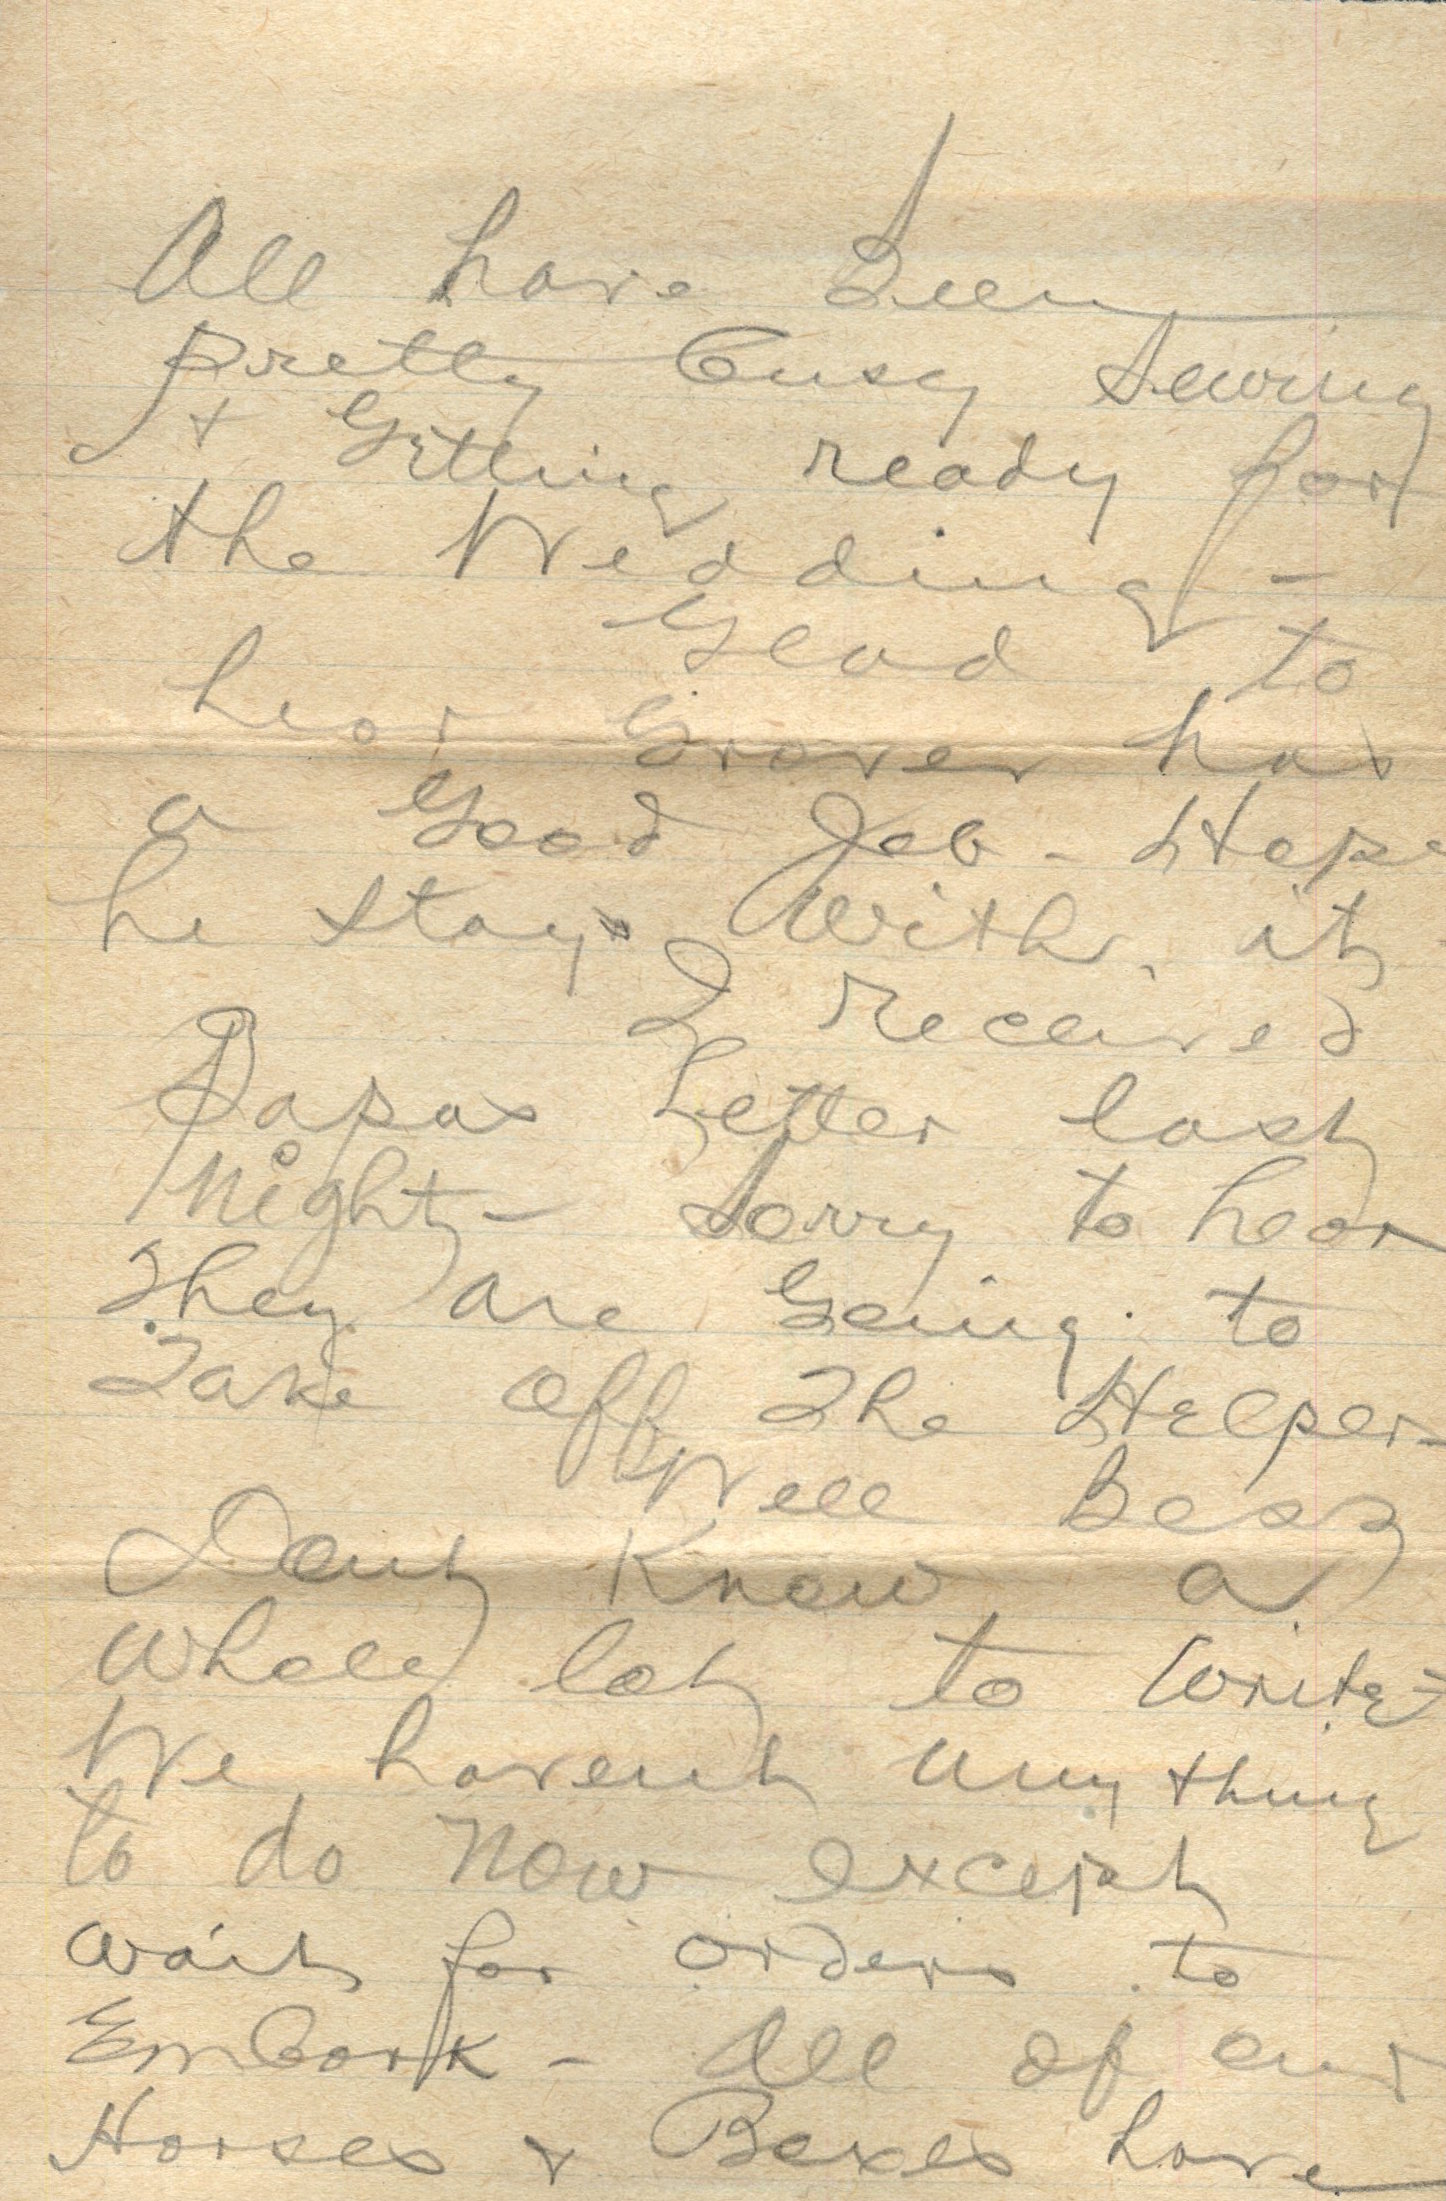 All have Been
pretty Busy Sewing
+ Getting ready for
the Wedding -
Glad to
hear Grover has
a Good Job - Hope
he stays with it
I received
Papas Letter last
Night - Sorry to hear
They are Going to
Take off The Helper -
Well Bess
Dont Know a
whole lot to write -
We havent anything
to do now except
wait for orders to
Embark - All of our
Horses & Boxes have